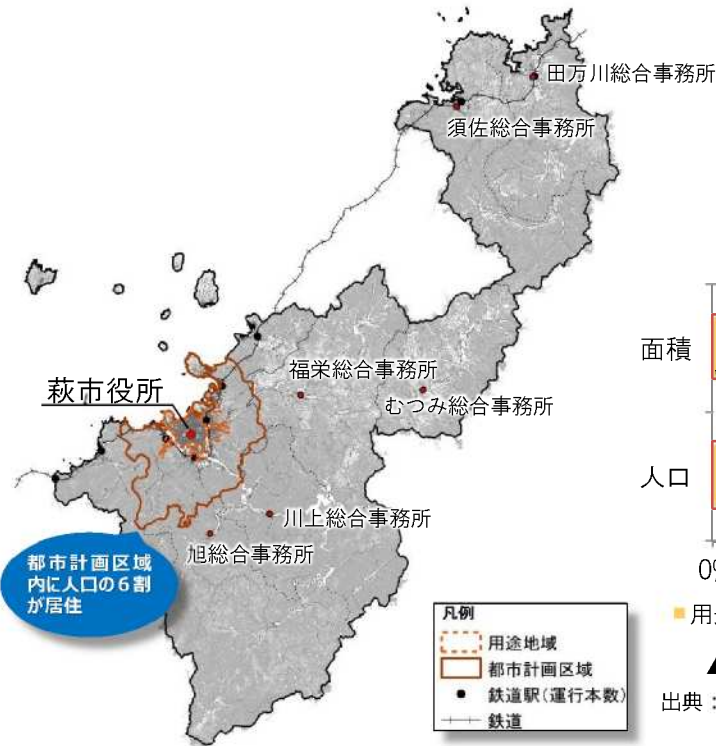 田万川総合事務所
須佐総合事務所
福栄総合事務所
むつみ総合事務所
萩市役所
川上総合事務所
旭総合事務所
都市計画区域
内に人口の6割
が居住
凡例
用途地域
都市計画区域
鉄道駅(運行本数)
鉄道
面積
人口
0%
用途
出典：